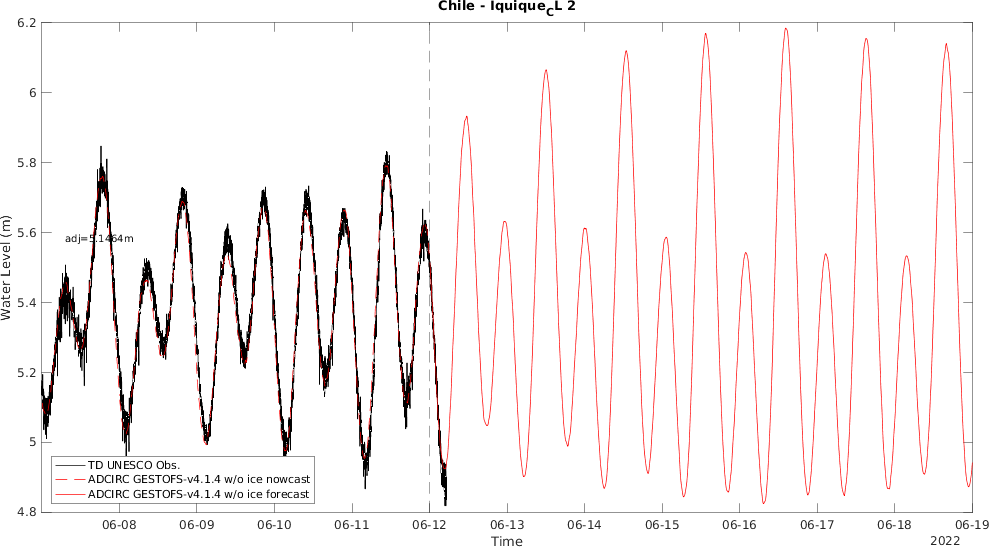 Chile - Iquique_CL 2
6.2
6
5.8
5.6
5.4
5.2
5
4.8
Water Level (m)
adj=5.1464m
TD UNESCO Obs.
ADCIRC GESTOFS-v4.1.4 w/o ice nowcast
ADCIRC GESTOFS-v4.1.4 w/o ice forecast
06-08 06-09 06-10 06-11 06-12 06-13 06-14 06-15 06-16 06-17 06-18 06-19
Time
2022